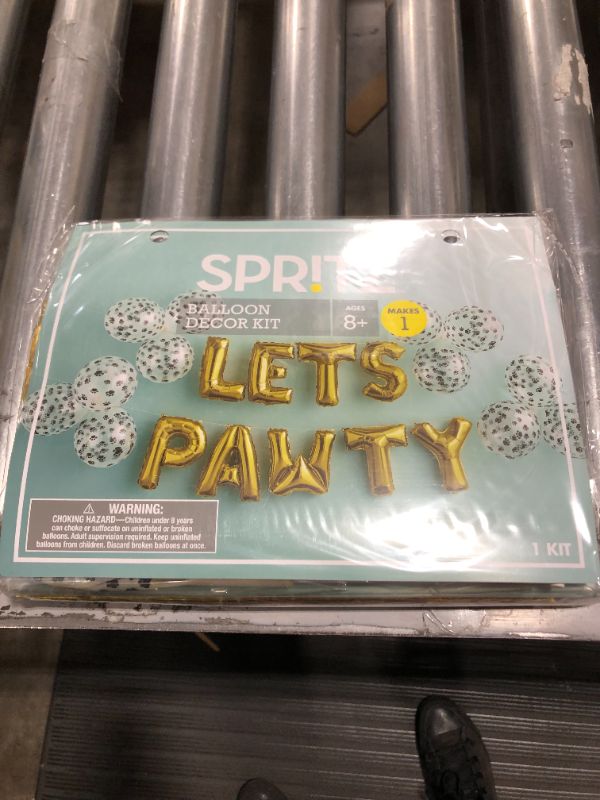 SPR!TE
BALLOON
DECOR KIT
AGES
8+
MAKES
1
LETS
PAWTY
WARNING:
CHOKING HAZARD—Children under 8 years
can choke or suffocate on uninflated or broken
balloons. Adult supervision required. Keep uninflated
balloons from children. Discard broken balloons at once.
1 KIT